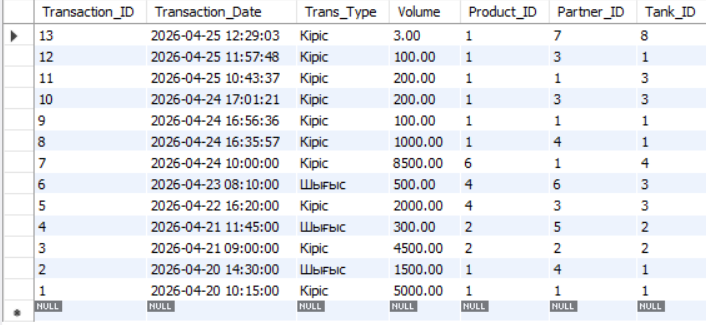 Transaction_ID Transaction_Date Trans_Type Volume Product_ID Partner_ID Tank_ID
13 2026-04-25 12:29:03 Кіріс 3.00 1 7 8
12 2026-04-25 11:57:48 Кіріс 100.00 1 3 1
11 2026-04-25 10:43:37 Кіріс 200.00 1 1 3
10 2026-04-24 17:01:21 Кіріс 200.00 1 3 3
9 2026-04-24 16:56:36 Кіріс 100.00 1 1 1
8 2026-04-24 16:35:57 Кіріс 1000.00 1 4 1
7 2026-04-24 10:00:00 Кіріс 8500.00 6 1 4
6 2026-04-23 08:10:00 Шығыс 500.00 4 6 3
5 2026-04-22 16:20:00 Кіріс 2000.00 4 3 3
4 2026-04-21 11:45:00 Шығыс 300.00 2 5 2
3 2026-04-21 09:00:00 Кіріс 4500.00 2 2 2
2 2026-04-20 14:30:00 Шығыс 1500.00 1 4 1
1 2026-04-20 10:15:00 Кіріс 5000.00 1 1 1
NULL NULL NULL NULL NULL NULL NULL